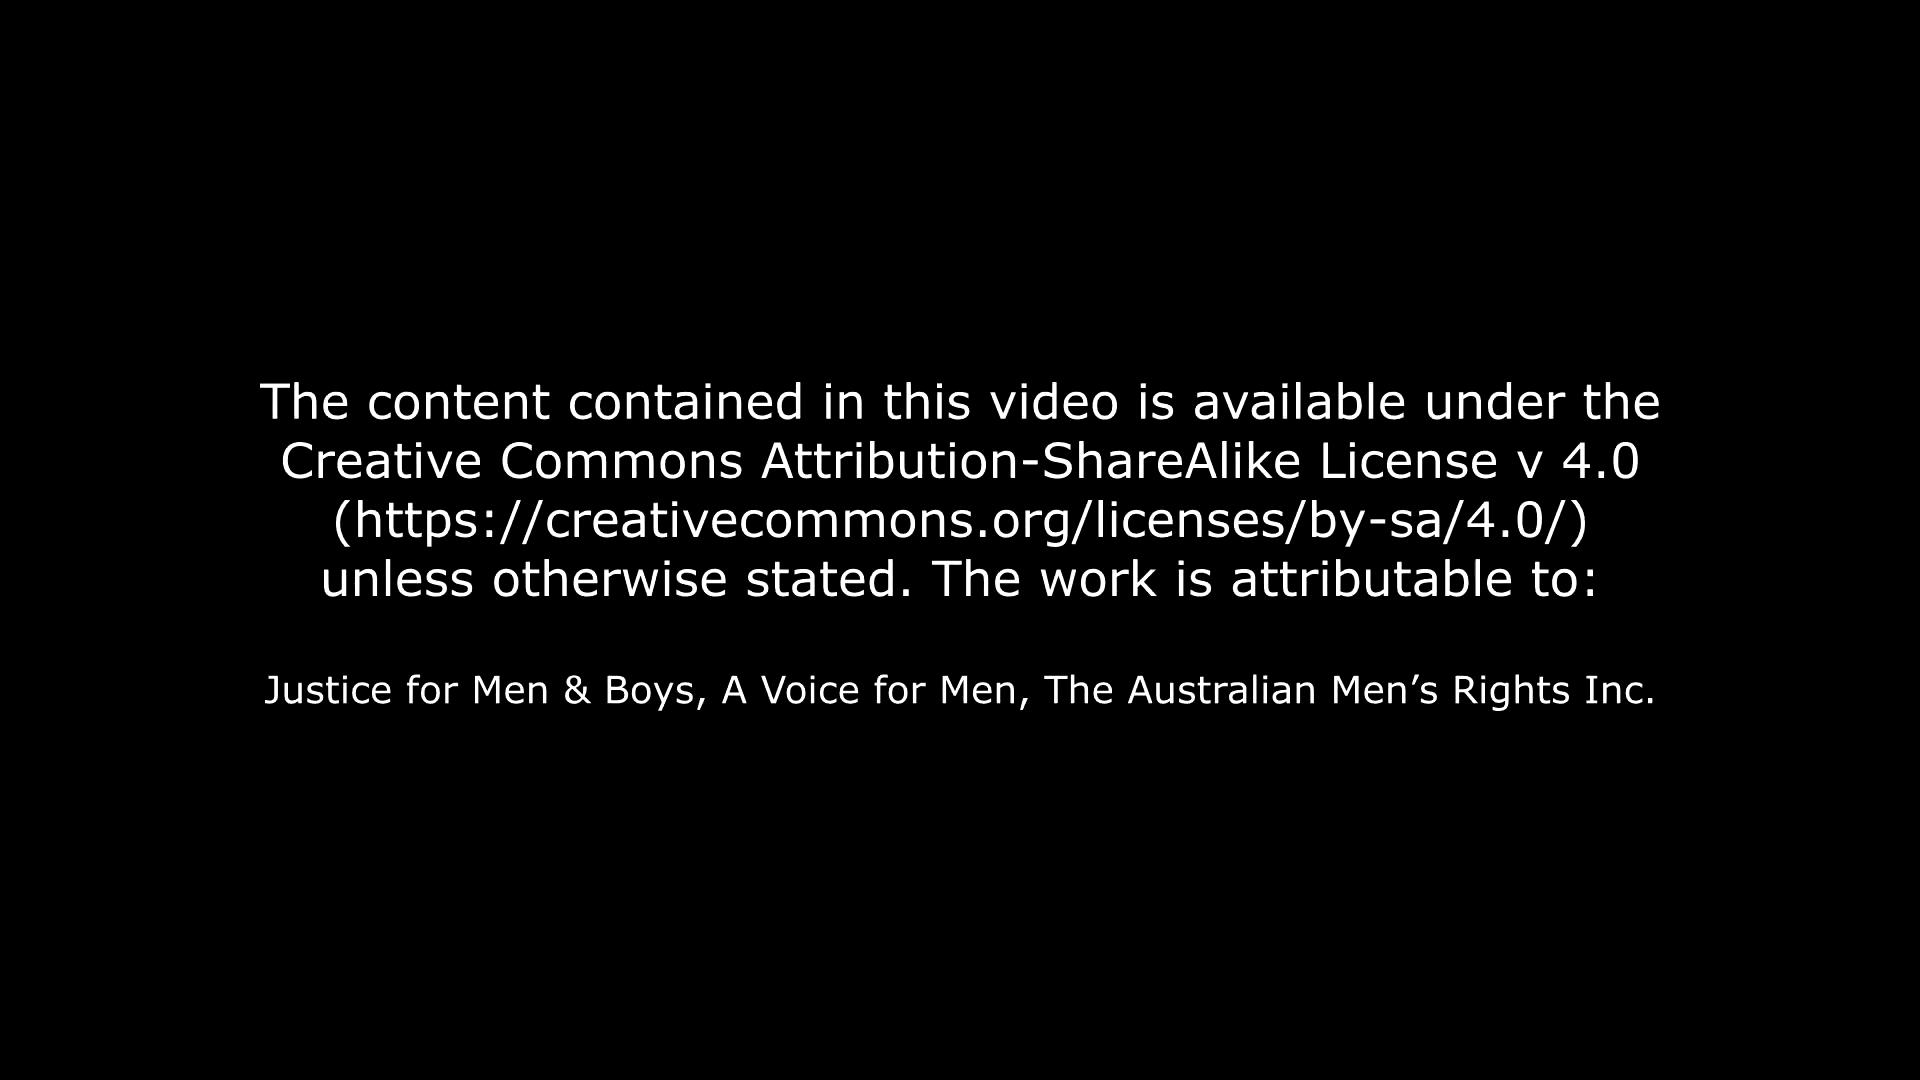 The content contained in this video is available under the
Creative Commons Attribution-ShareAlike License v 4.0
(https://creativecommons.org/licenses/by-sa/4.0/)
unless otherwise stated. The work is attributable to:
Justice for Men & Boys, A Voice for Men, The Australian Men’s Rights Inc.